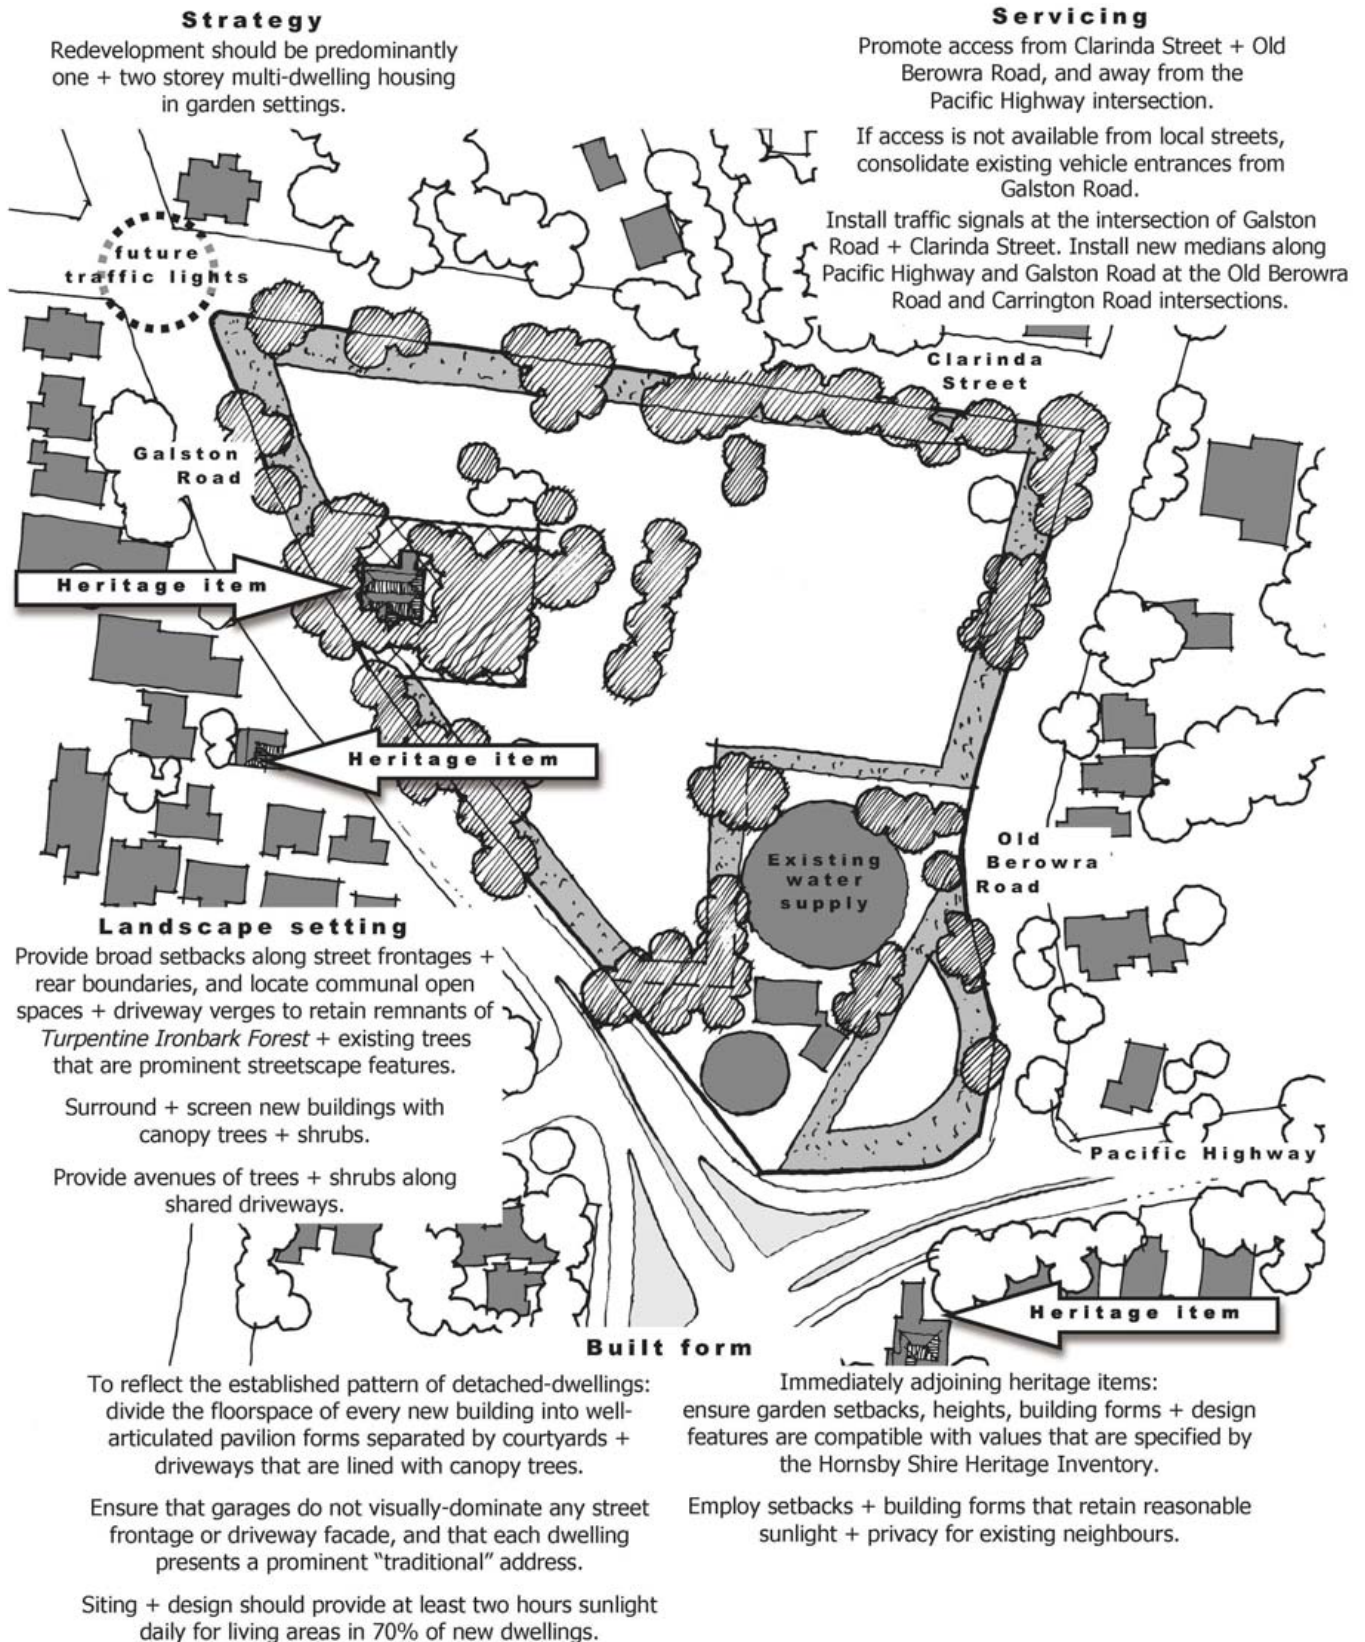 Strategy
Redevelopment should be predominantly
one + two storey multi-dwelling housing
in garden settings.
Servicing
Promote access from Clarinda Street + Old
Berowra Road, and away from the
Pacific Highway intersection.
If access is not available from local streets,
consolidate existing vehicle entrances from
Galston Road.
Install traffic signals at the intersection of Galston
Road + Clarinda Street. Install new medians along
Pacific Highway and Galston Road at the Old Berowra
Road and Carrington Road intersections.
future
traffic lights
Clarinda
Street
Galston
Road
Heritage item
Heritage item
Existing
water
supply
Old
Berowra
Road
Landscape setting
Provide broad setbacks along street frontages +
rear boundaries, and locate communal open
spaces + driveway verges to retain remnants of
Turpentine Ironbark Forest + existing trees
that are prominent streetscape features.
Surround + screen new buildings with
canopy trees + shrubs.
Provide avenues of trees + shrubs along
shared driveways.
Pacific Highway
Heritage item
Built form
To reflect the established pattern of detached-dwellings:
divide the floorspace of every new building into well-
articulated pavilion forms separated by courtyards +
driveways that are lined with canopy trees.
Ensure that garages do not visually-dominate any street
frontage or driveway facade, and that each dwelling
presents a prominent “traditional” address.
Siting + design should provide at least two hours sunlight
daily for living areas in 70% of new dwellings.
Immediately adjoining heritage items:
ensure garden setbacks, heights, building forms + design
features are compatible with values that are specified by
the Hornsby Shire Heritage Inventory.
Employ setbacks + building forms that retain reasonable
sunlight + privacy for existing neighbours.